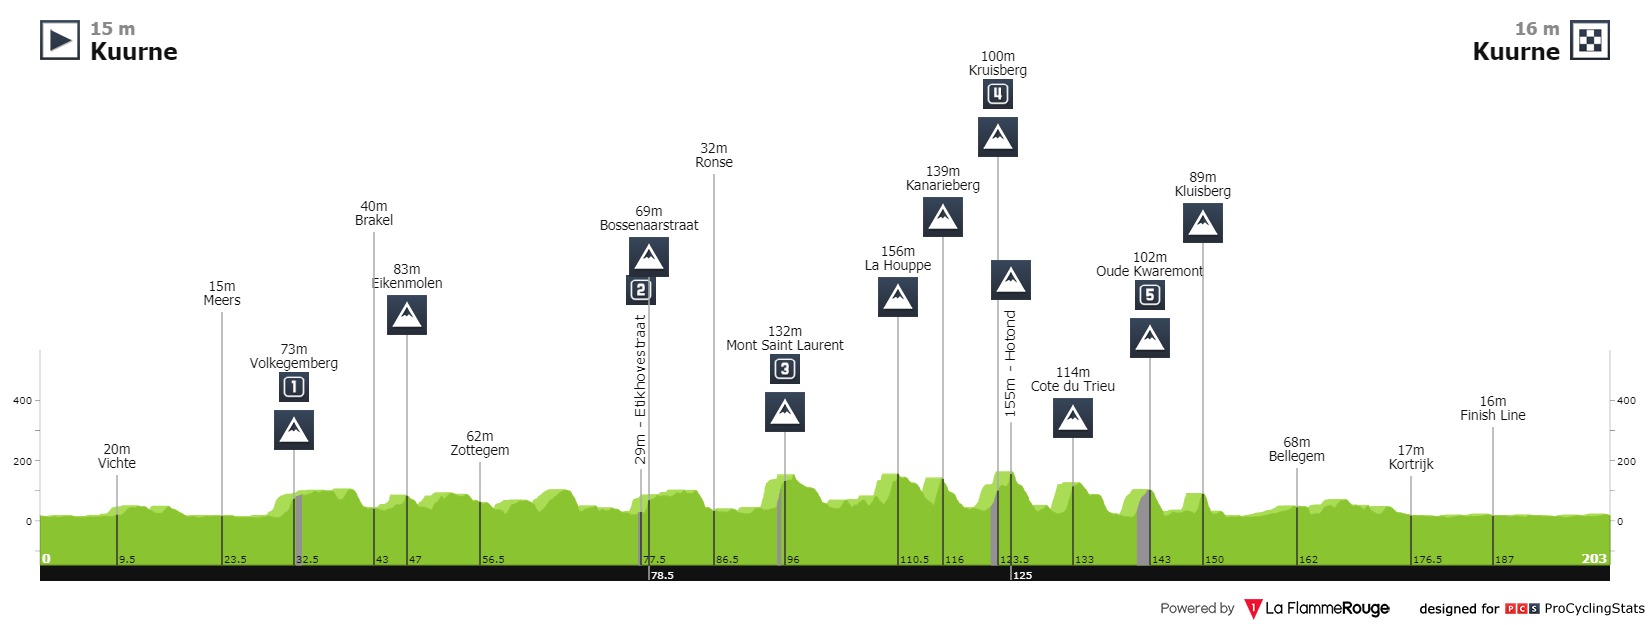 15 m
Kuurne
16 m
Kuurne
100m
Kruisberg
4
32m
Ronse
139m
Kanarieberg
89m
Kluisberg
40m
Brakel
69m
Bossenaarstraat
2
156m
La Houppe
102m
Oude Kwaremont
5
83m
Eikenmolen
15m
Meers
29m - Etikhovestraat
155m - Hotond
132m
Mont Saint Laurent
3
73m
Volkegemberg
1
114m
Cote du Trieu
16m
Finish Line
62m
Zottegem
20m
Vichte
68m
Bellegem
17m
Kortrijk
400 400
200 200
0 0
0 9.5 23.5 32.5 43 47 56.5 77.5 86.5 96 110.5 116 123.5 133 143 150 162 176.5 187 203
78.5 125
Powered by La FlammeRouge designed for PCS ProCyclingStats